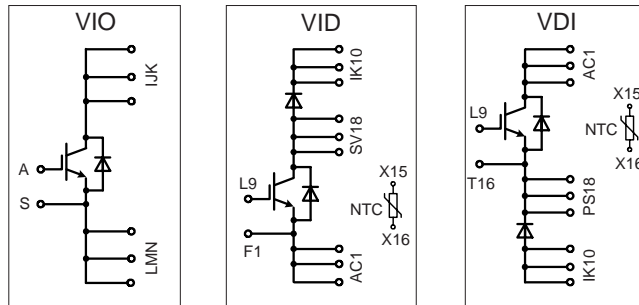 VIO
IJK
A
S
LMN
VID
IK10
SV18
L9
X15
NTC
X16
F1
AC1
VDI
AC1
L9
X15
NTC
X16
T16
PS18
IK10